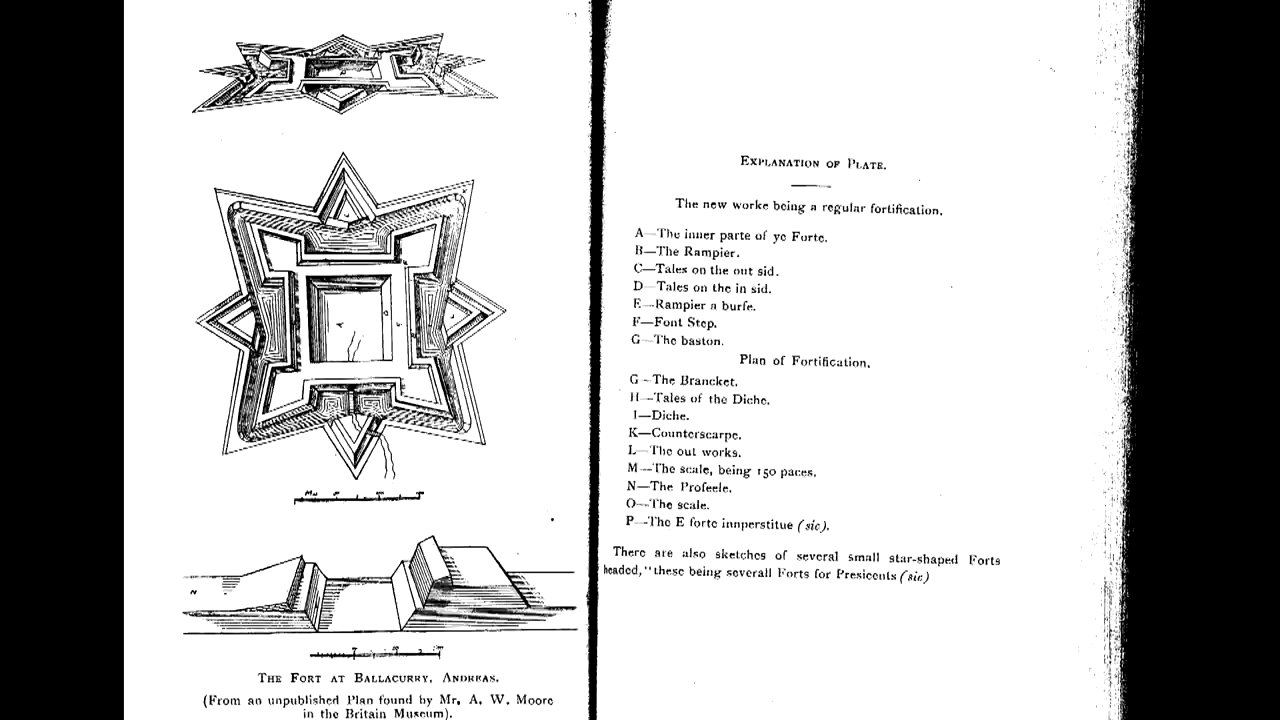 THE FORT AT BALLACURRY, ANDREAS.
(From an unpublished Plan found by Mr. A. W. Moore
in the Britain Museum).
EXPLANATION OF PLATE.
The new worke being a regular fortification.
A—The inner parte of ye Forte.
B—The Rampier.
C—Tales on the out sid.
D—Tales on the in sid.
E—Rampier a burfe.
F—Font Step.
G—The baston.
Plan of Fortification.
G—The Brancket.
H—Tales of the Diche.
I—Diche.
K—Counterscarpe.
L—The out works.
M—The scale, being 150 paces.
N—The Profeele.
O—The scale.
P—The E forte innperstitue (sic).
There are also sketches of several small star-shaped Forts
headed, "these being severall Forts for Presicents (sic)